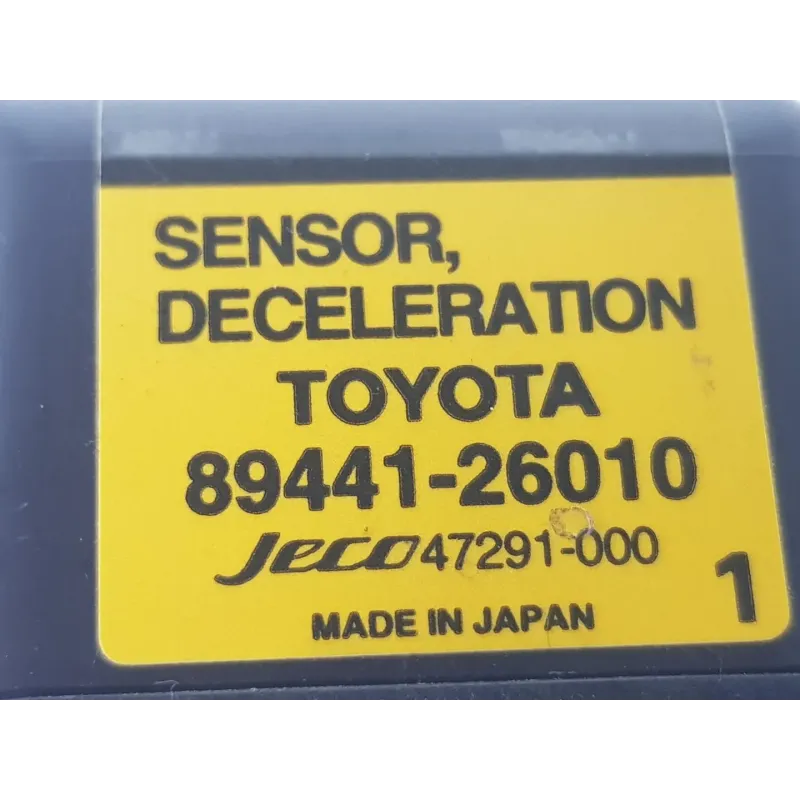 SENSOR,
DECELERATION
TOYOTA
89441-26010
Jeco 47291-000
MADE IN JAPAN
1